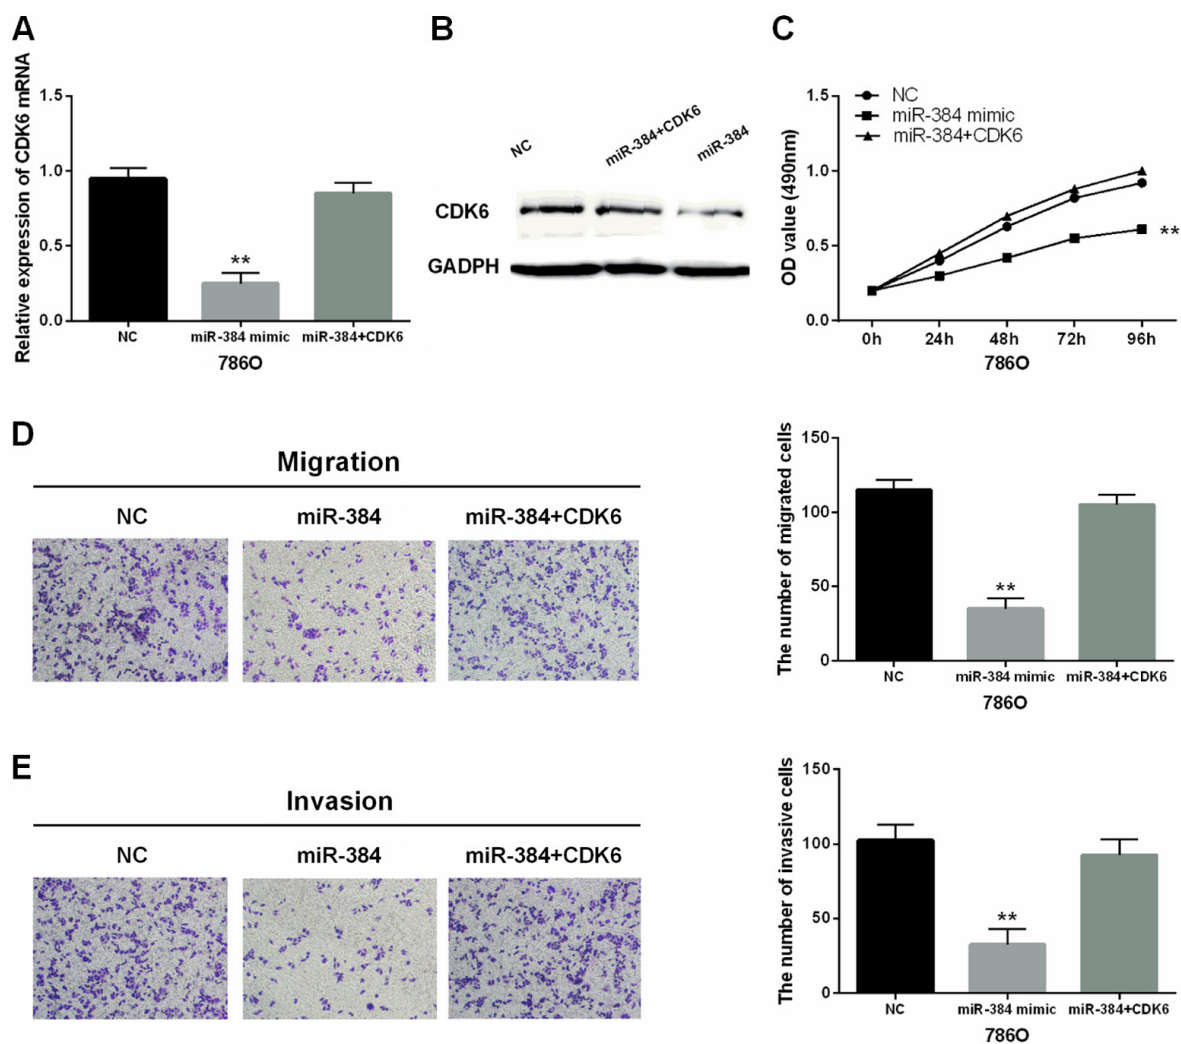 A
Relative expression of CDK6 mRNA
1.5
1.0
0.5
0.0
NC
miR-384 mimic
miR-384+CDK6
**
786O
B
NC
miR-384+CDK6
miR-384
CDK6
GADPH
C
OD value (490nm)
1.5
1.0
0.5
0.0
NC
miR-384 mimic
miR-384+CDK6
**
0h
24h
48h
72h
96h
786O
D
Migration
NC
miR-384
miR-384+CDK6
The number of migrated cells
150
100
50
0
**
NC
miR-384 mimic
miR-384+CDK6
786O
E
Invasion
NC
miR-384
miR-384+CDK6
The number of invasive cells
150
100
50
0
**
NC
miR-384 mimic
miR-384+CDK6
786O